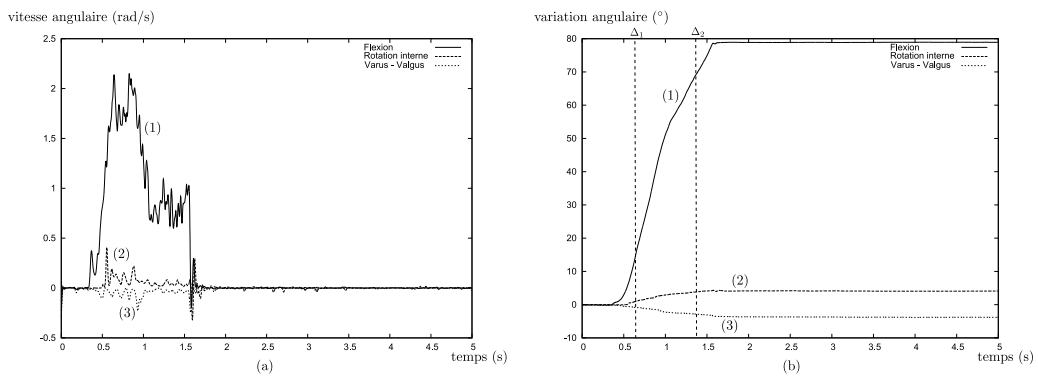 vitesse angulaire (rad/s)
2.5
2
1.5
1
0.5
0
-0.5
Flexion
Rotation interne
Varus - Valgus
(1)
(2)
(3)
0 0.5 1 1.5 2 2.5 3 3.5 4 4.5 5
temps (s)
(a)
variation angulaire (°)
Δ1 Δ2
80
70
60
50
40
30
20
10
0
-10
Flexion
Rotation interne
Varus - Valgus
(1)
(2)
(3)
0 0.5 1 1.5 2 2.5 3 3.5 4 4.5 5
temps (s)
(b)